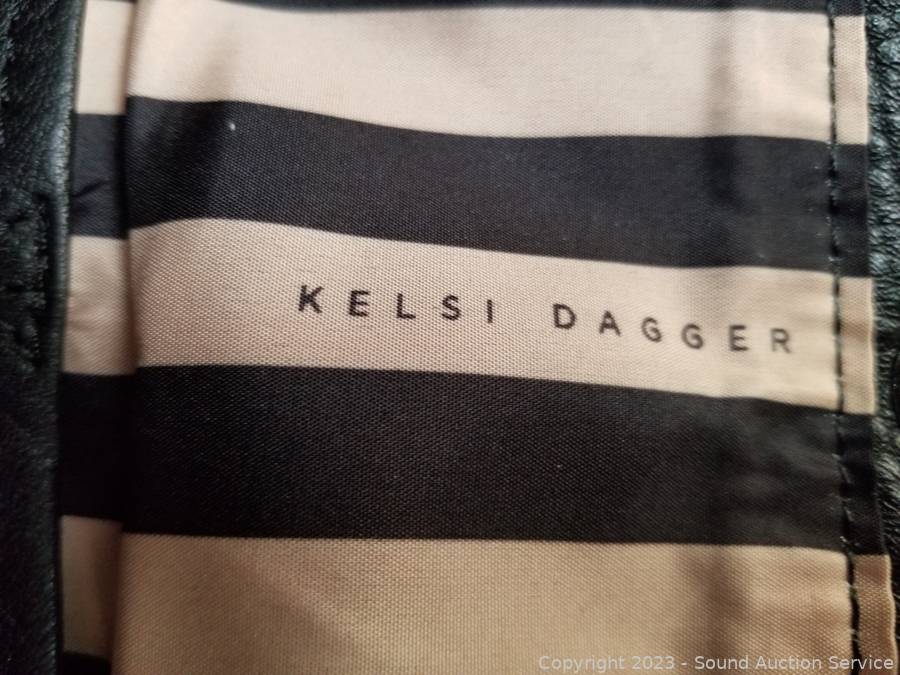 KELSI DAGGER
Copyright 2023 - Sound Auction Service